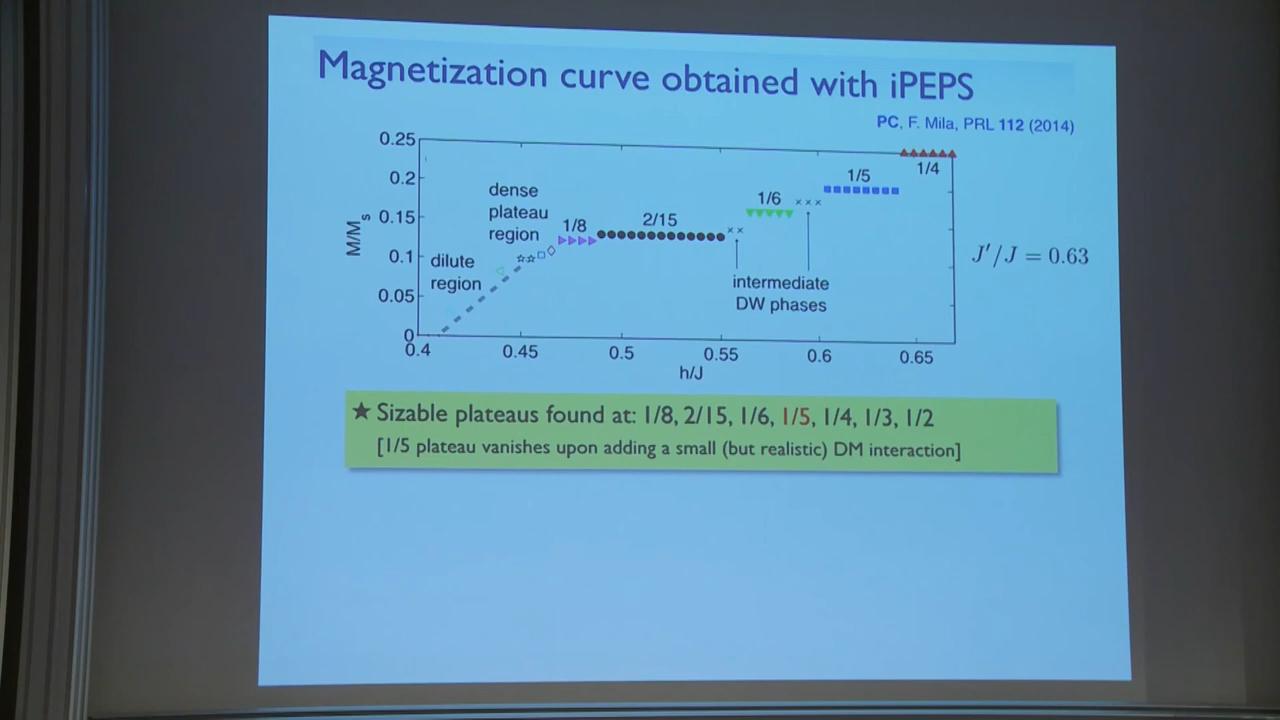 Magnetization curve obtained with iPEPS
PC, F. Mila, PRL 112 (2014)
0.25
0.2
0.15
0.1
0.05
0
M/Ms
dense
plateau
region
dilute
region
1/8
2/15
1/6
1/5
1/4
intermediate
DW phases
J′/J = 0.63
0.4
0.45
0.5
0.55
0.6
0.65
h/J
★ Sizable plateaus found at: 1/8, 2/15, 1/6, 1/5, 1/4, 1/3, 1/2
[1/5 plateau vanishes upon adding a small (but realistic) DM interaction]